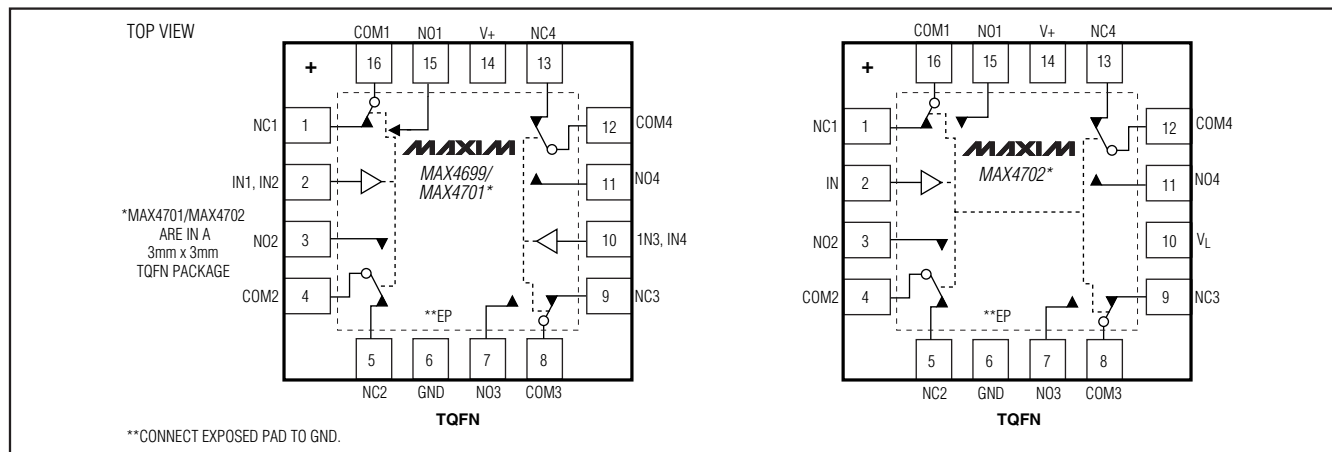 TOP VIEW
COM1 NO1 V+ NC4
+ 16 15 14 13
NC1 1
12 COM4
MAXIM
MAX4699/
MAX4701*
IN1, IN2 2
11 NO4
*MAX4701/MAX4702
ARE IN A
3mm x 3mm
TQFN PACKAGE
NO2 3
10 1N3, IN4
COM2 4
9 NC3
**EP
5 6 7 8
NC2 GND NO3 COM3
TQFN
**CONNECT EXPOSED PAD TO GND.
COM1 NO1 V+ NC4
+ 16 15 14 13
NC1 1
12 COM4
MAXIM
MAX4702*
IN 2
11 NO4
NO2 3
10 VL
COM2 4
9 NC3
**EP
5 6 7 8
NC2 GND NO3 COM3
TQFN